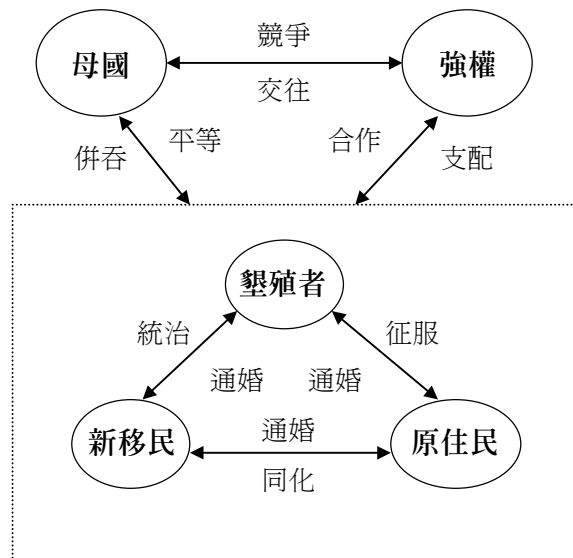 競爭
母國
強權
交往
平等
合作
併吞
支配
墾殖者
統治
征服
通婚
通婚
通婚
新移民
原住民
同化